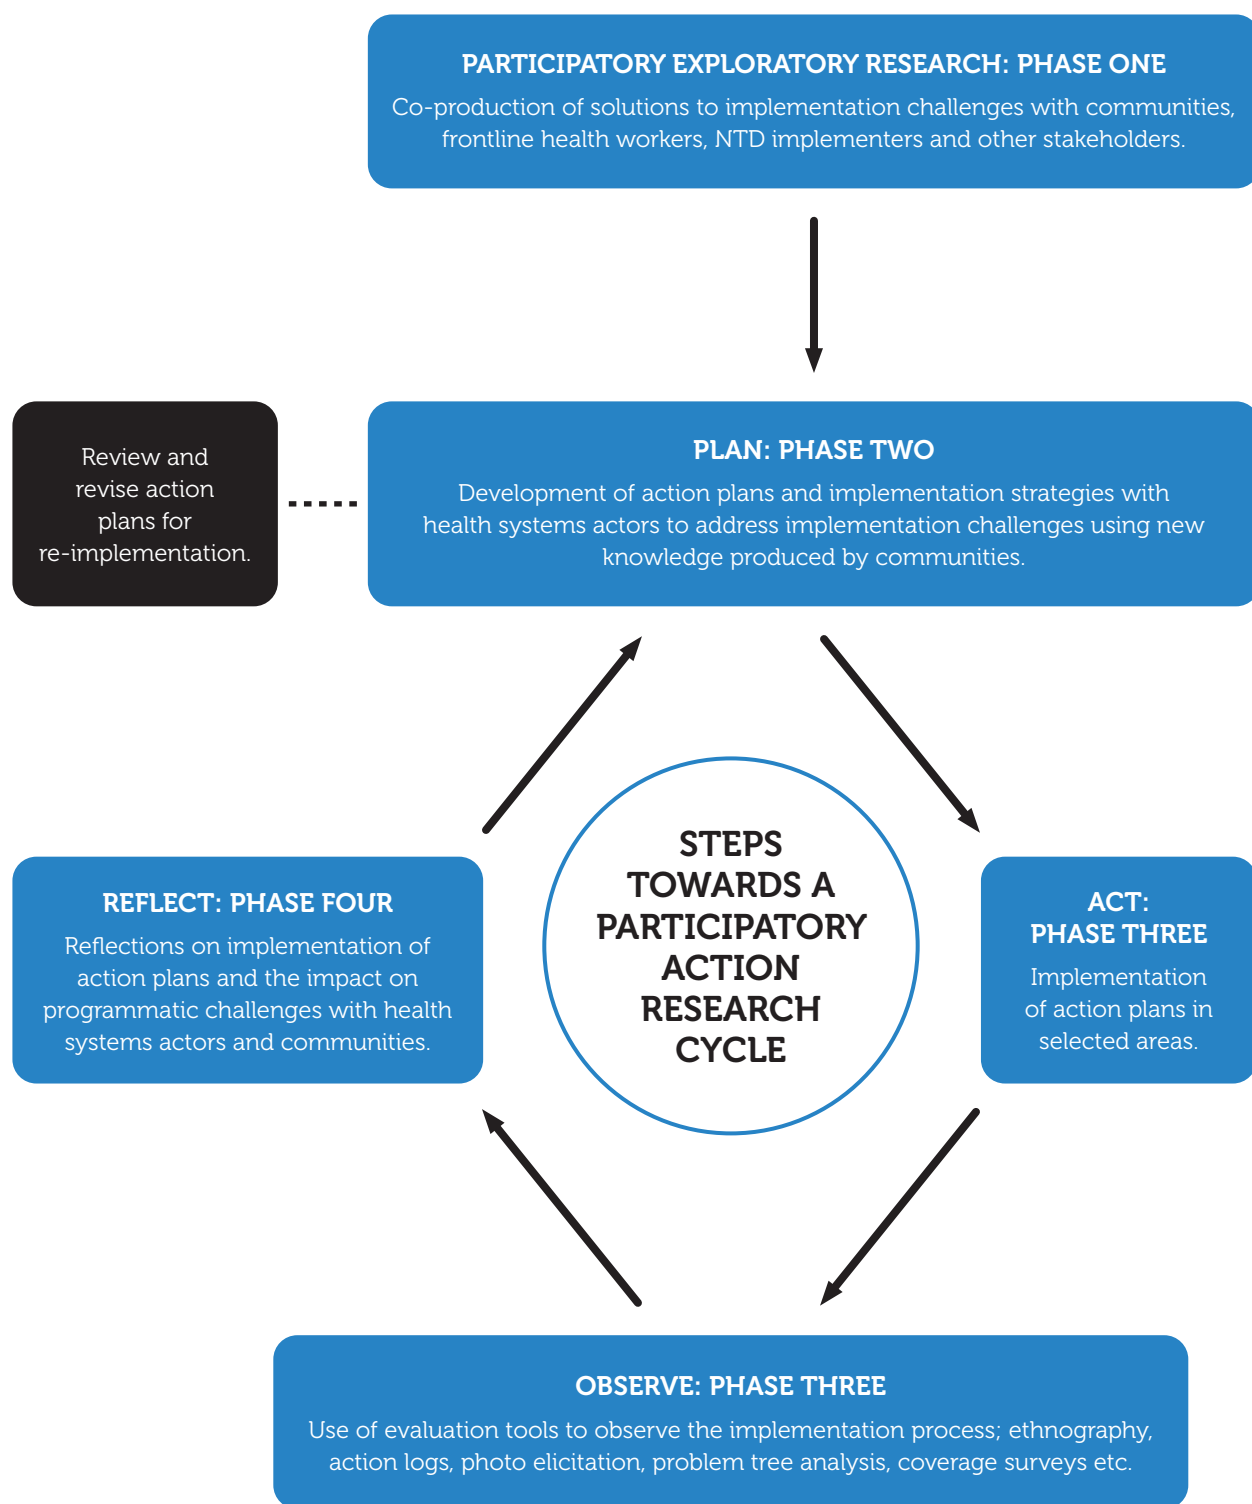 PARTICIPATORY EXPLORATORY RESEARCH: PHASE ONE
Co-production of solutions to implementation challenges with communities,
frontline health workers, NTD implementers and other stakeholders.
Review and
revise action
plans for
re-implementation.
PLAN: PHASE TWO
Development of action plans and implementation strategies with
health systems actors to address implementation challenges using new
knowledge produced by communities.
STEPS
TOWARDS A
PARTICIPATORY
ACTION
RESEARCH
CYCLE
ACT:
PHASE THREE
Implementation
of action plans in
selected areas.
OBSERVE: PHASE THREE
Use of evaluation tools to observe the implementation process; ethnography,
action logs, photo elicitation, problem tree analysis, coverage surveys etc.
REFLECT: PHASE FOUR
Reflections on implementation of
action plans and the impact on
programmatic challenges with health
systems actors and communities.